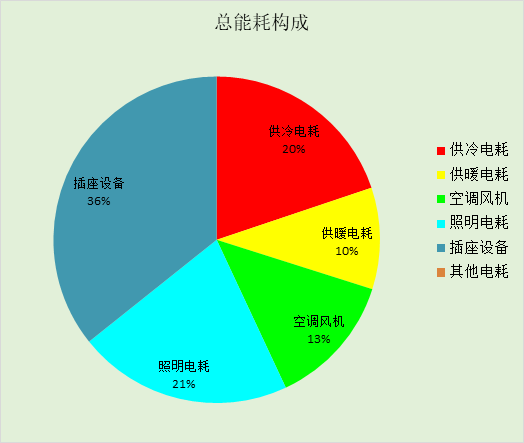 总能耗构成
供冷电耗
20%
供暖电耗
10%
空调风机
13%
照明电耗
21%
插座设备
36%
供冷电耗
供暖电耗
空调风机
照明电耗
插座设备
其他电耗